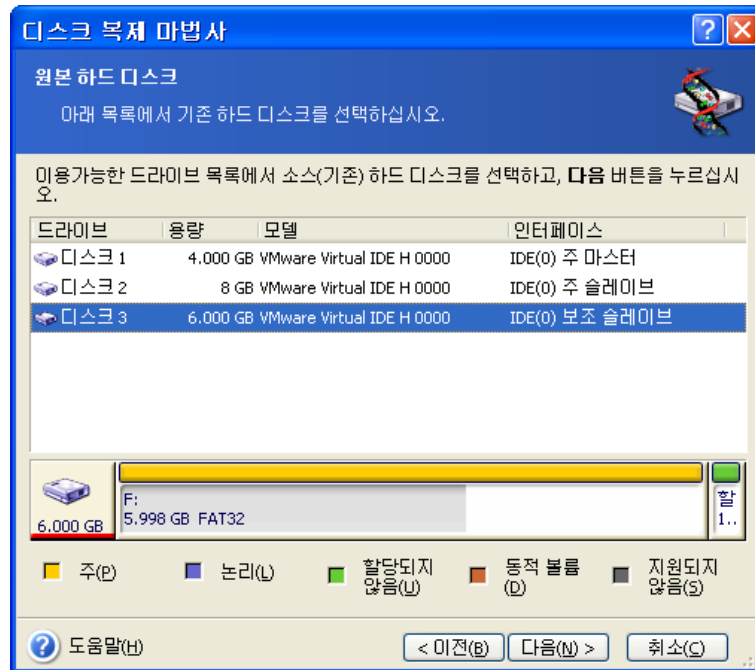 디스크 복제 마법사
원본 하드 디스크
아래 목록에서 기존 하드 디스크를 선택하십시오.
이용가능한 드라이브 목록에서 소스(기존) 하드 디스크를 선택하고, 다음 버튼을 누르십시
오.
드라이브 용량 모델 인터페이스
디스크 1 4.000 GB VMware Virtual IDE H 0000 IDE(0) 주 마스터
디스크 2 8 GB VMware Virtual IDE H 0000 IDE(0) 주 슬레이브
디스크 3 6.000 GB VMware Virtual IDE H 0000 IDE(0) 보조 슬레이브
6.000 GB
F:
5.998 GB FAT32
할
1..
주(P) 논리(L) 할당되지 않음(U) 동적 볼륨 (D) 지원되지 않음(S)
도움말(H) < 이전(B) 다음(N) > 취소(C)